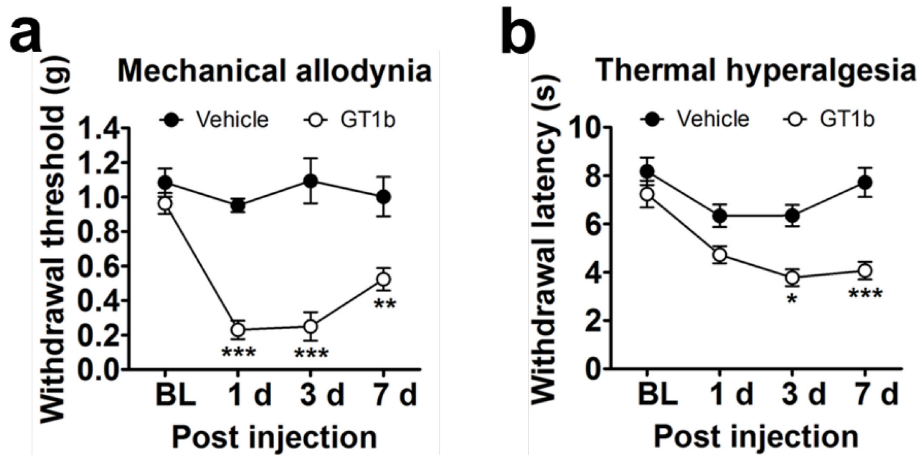 a
Mechanical allodynia
Vehicle GT1b
Withdrawal threshold (g)
1.4
1.2
1.0
0.8
0.6
0.4
0.2
0.0
*** *** **
BL 1 d 3 d 7 d
Post injection
b
Thermal hyperalgesia
Vehicle GT1b
Withdrawal latency (s)
10
8
6
4
2
0
* ***
BL 1 d 3 d 7 d
Post injection